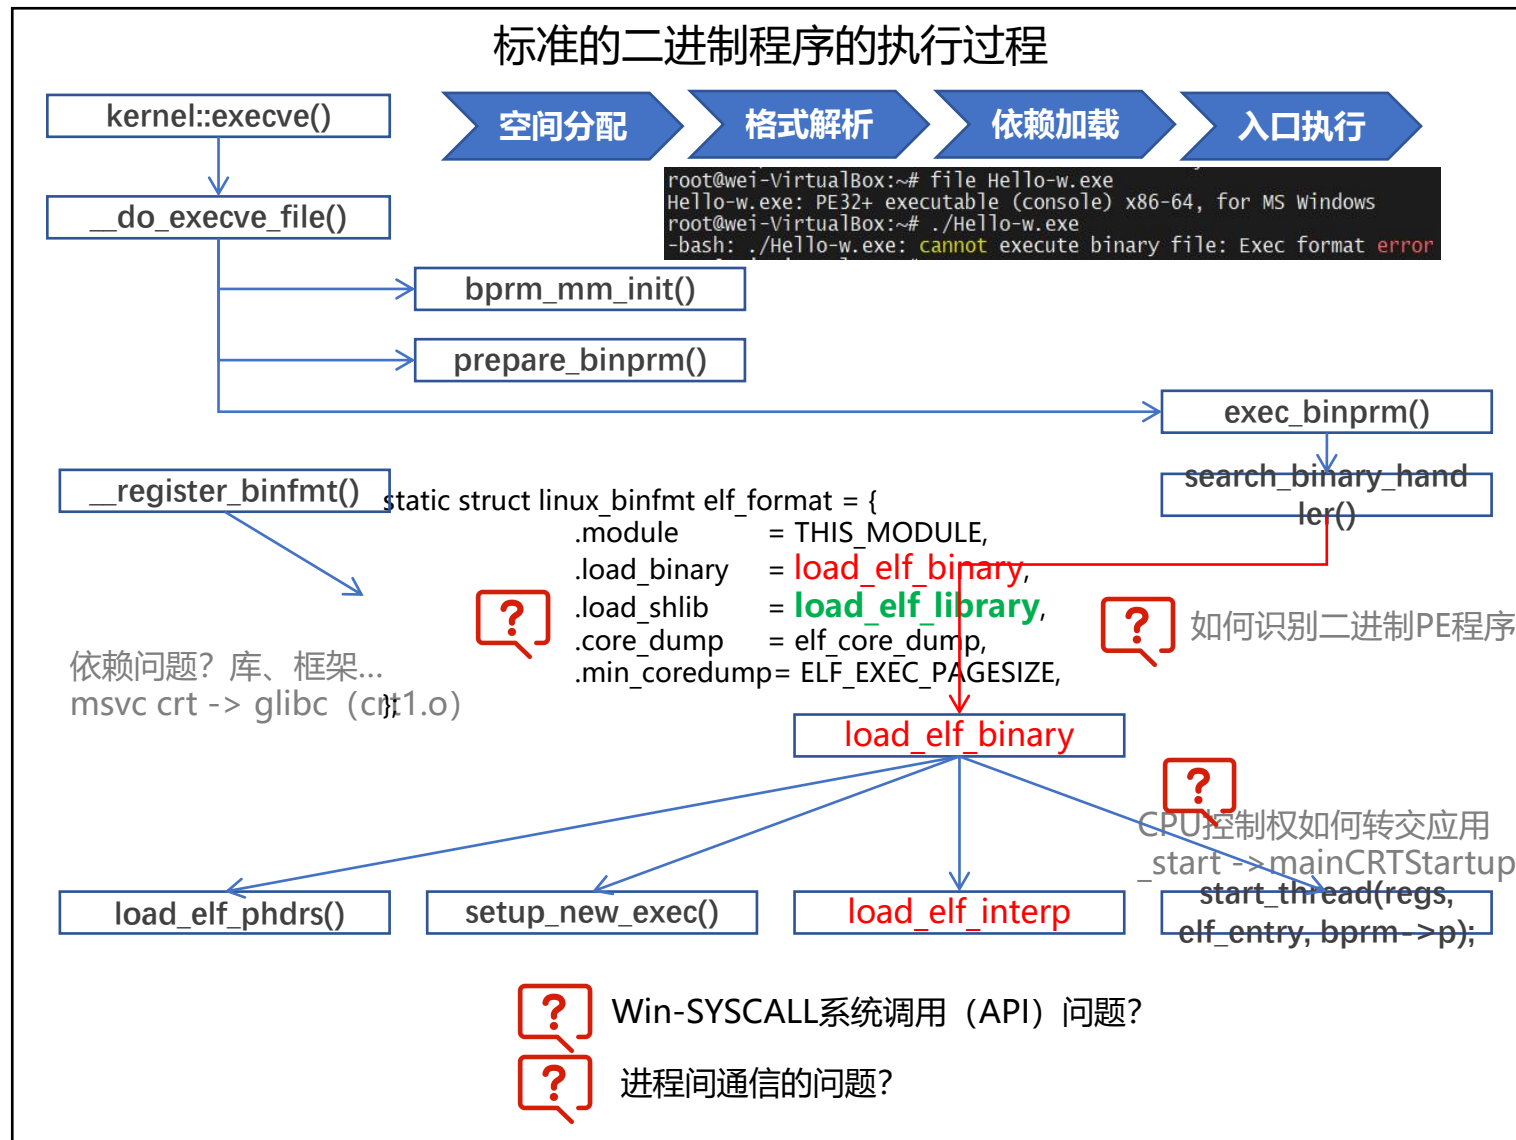 标准的二进制程序的执行过程
kernel::execve()
空间分配
格式解析
依赖加载
入口执行
root@wei-VirtualBox:~# file Hello-w.exe
Hello-w.exe: PE32+ executable (console) x86-64, for MS Windows
root@wei-VirtualBox:~# ./Hello-w.exe
-bash: ./Hello-w.exe: cannot execute binary file: Exec format error
__do_execve_file()
bprm_mm_init()
prepare_binprm()
exec_binprm()
search_binary_hand
ler()
__register_binfmt()
static struct linux_binfmt elf_format = {
.module = THIS_MODULE,
.load_binary = load_elf_binary,
.load_shlib = load_elf_library,
.core_dump = elf_core_dump,
.min_coredump= ELF_EXEC_PAGESIZE,
};
如何识别二进制PE程序
依赖问题？库、框架...
msvc crt -> glibc（crt1.o）
load_elf_binary
CPU控制权如何转交应用
_start ->mainCRTStartup
load_elf_phdrs()
setup_new_exec()
load_elf_interp
start_thread(regs,
elf_entry, bprm->p);
Win-SYSCALL系统调用（API）问题？
进程间通信的问题？